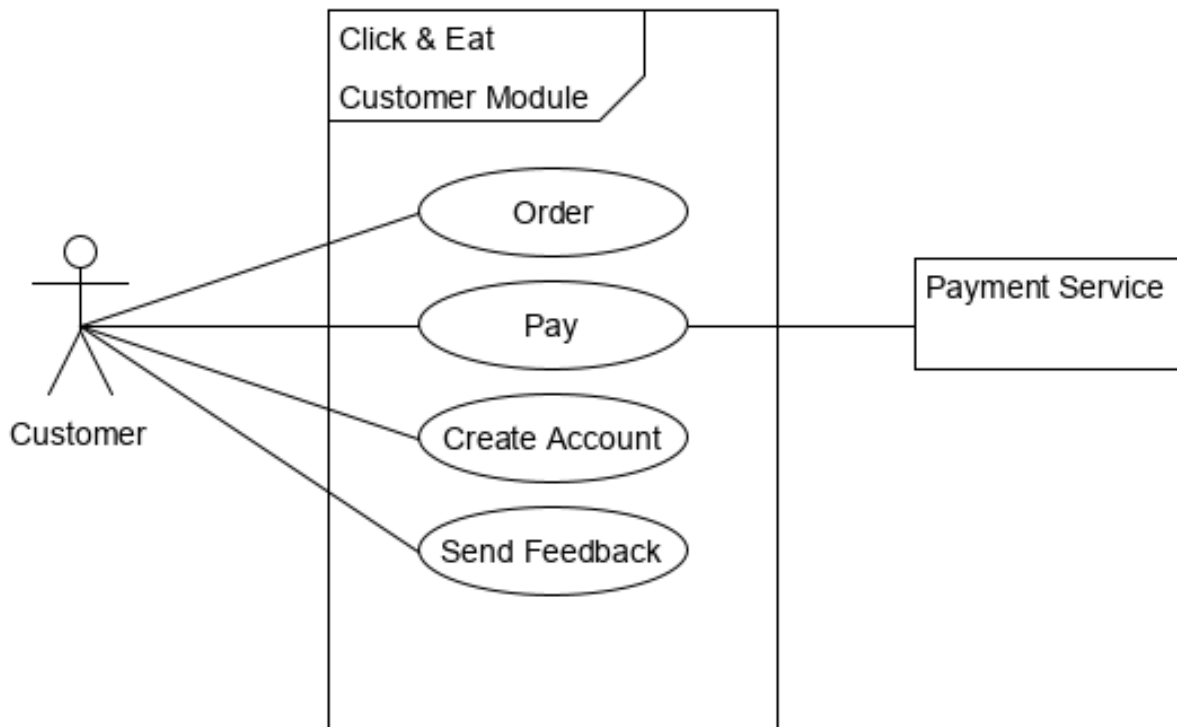 Click & Eat
Customer Module
Order
Payment Service
Pay
Customer
Create Account
Send Feedback